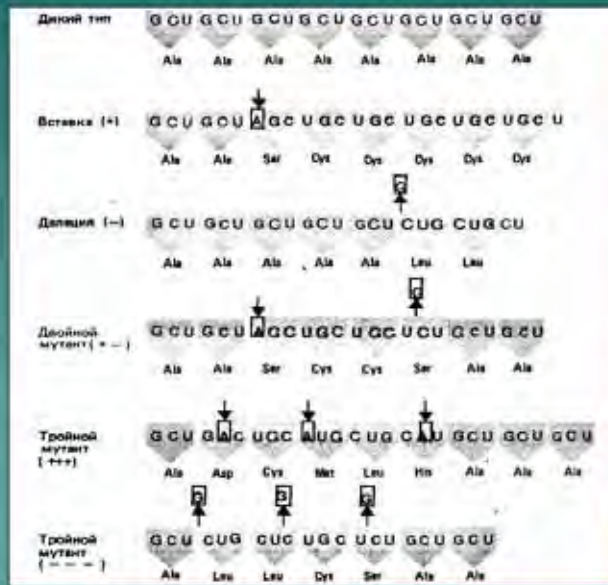 Дикий тип GCU GCU GCU GCU GCU GCU GCU GCU
Ala Ala Ala Ala Ala Ala Ala Ala
Вставка (+) GCU GCU AGC UGC UGC UGC UGC UGC U
Ala Ala Ser Cys Cys Cys Cys Cys
G
Делеция (—) GCU GCU GCU GCU GCU CUG CUG CU
Ala Ala Ala Ala Ala Leu Leu
G
Двойной GCU GCU AGC UGC UGC UCU GCU GCU
мутант (+ —)
Ala Ala Ser Cys Cys Ser Ala Ala
Тройной GCU GAC UGC AUG CUG CAU GCU GCU GCU
мутант
(+++) Ala Asp Cys Met Leu His Ala Ala Ala
G G G
Тройной GCU CUG CUC UGC UCU GCU GCU
мутант
(— — —) Ala Leu Leu Cys Ser Ala Ala